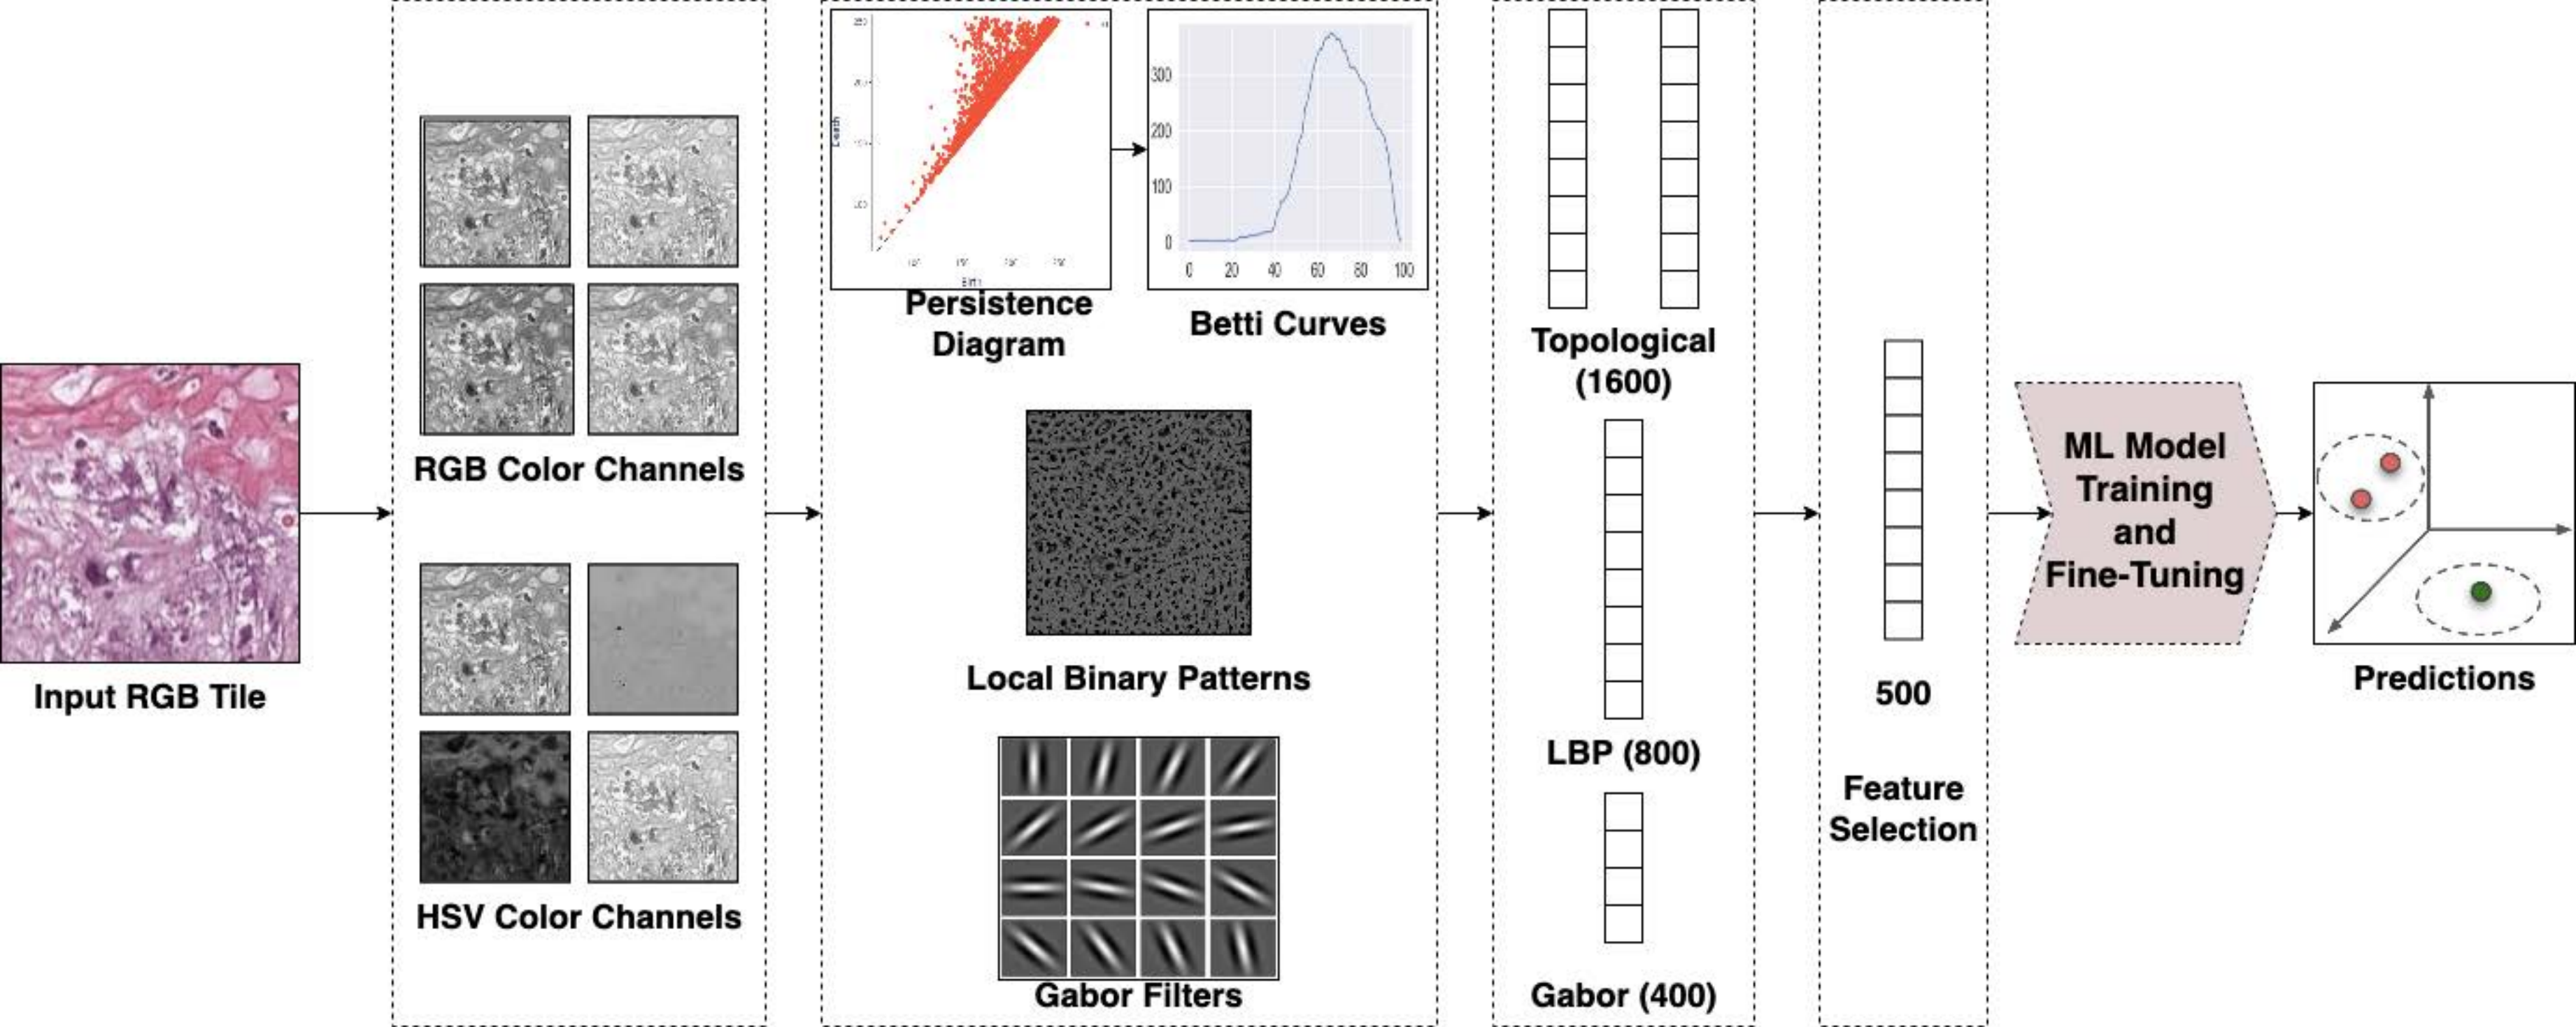 Input RGB Tile
RGB Color Channels
HSV Color Channels
Death
Birth
Persistence
Diagram
300
200
100
0
0 20 40 60 80 100
Betti Curves
Local Binary Patterns
Gabor Filters
Topological
(1600)
LBP (800)
Gabor (400)
500
Feature
Selection
ML Model
Training
and
Fine-Tuning
Predictions